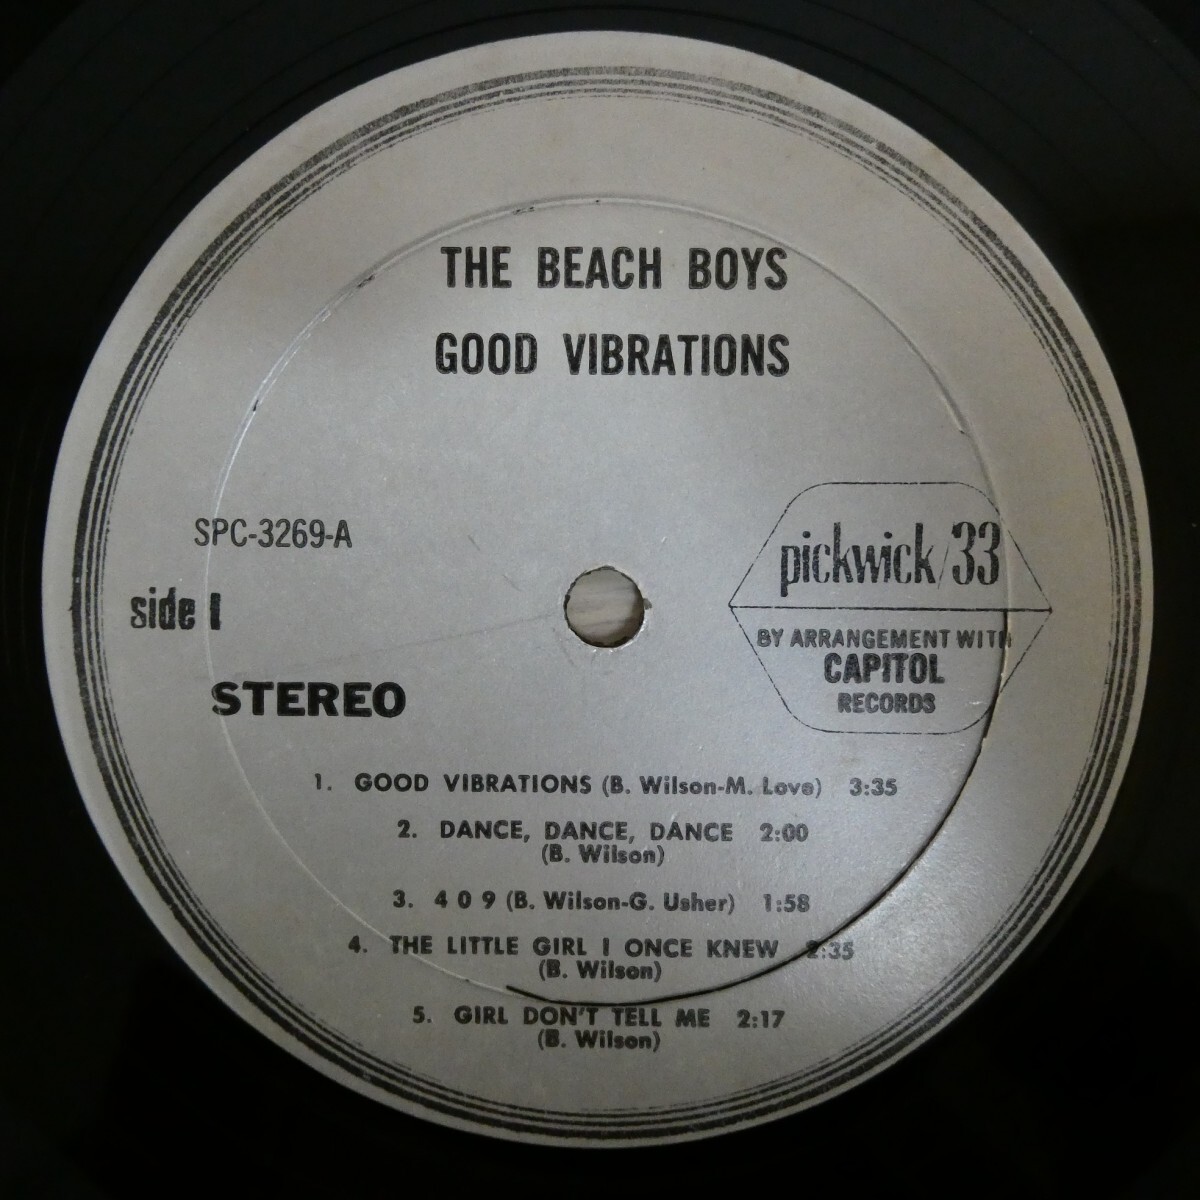 THE BEACH BOYS
GOOD VIBRATIONS
SPC-3269-A
side 1
STEREO
pickwick/33
BY ARRANGEMENT WITH
CAPITOL
RECORDS
1. GOOD VIBRATIONS (B. Wilson-M. Love) 3:35
2. DANCE, DANCE, DANCE 2:00
(B. Wilson)
3. 4 0 9 (B. Wilson-G. Usher) 1:58
4. THE LITTLE GIRL I ONCE KNEW 2:35
(B. Wilson)
5. GIRL DON'T TELL ME 2:17
(B. Wilson)